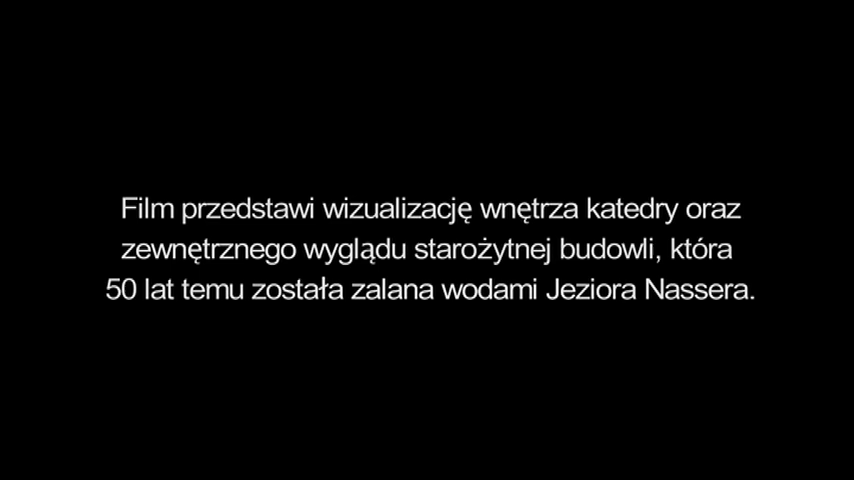 Film przedstawi wizualizację wnętrza katedry oraz
zewnętrznego wyglądu starożytnej budowli, która
50 lat temu została zalana wodami Jeziora Nassera.